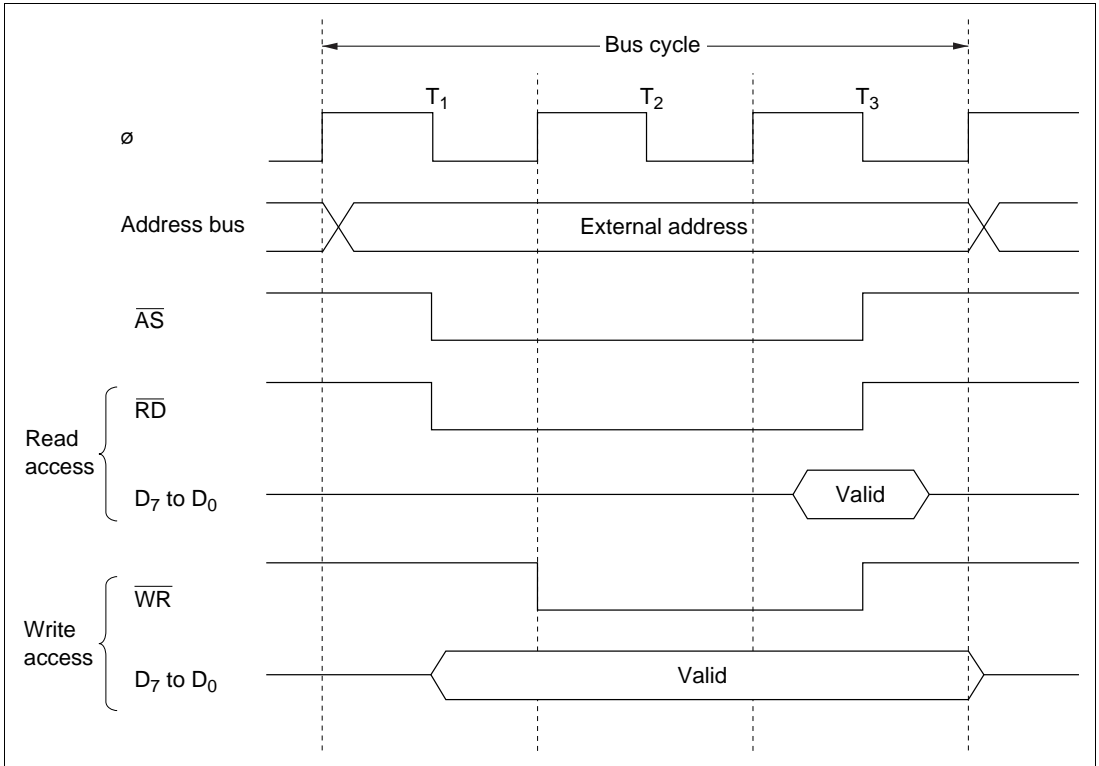 Bus cycle
T1 T2 T3
ø
Address bus External address
AS
Read access
RD
D7 to D0 Valid
Write access
WR
D7 to D0 Valid